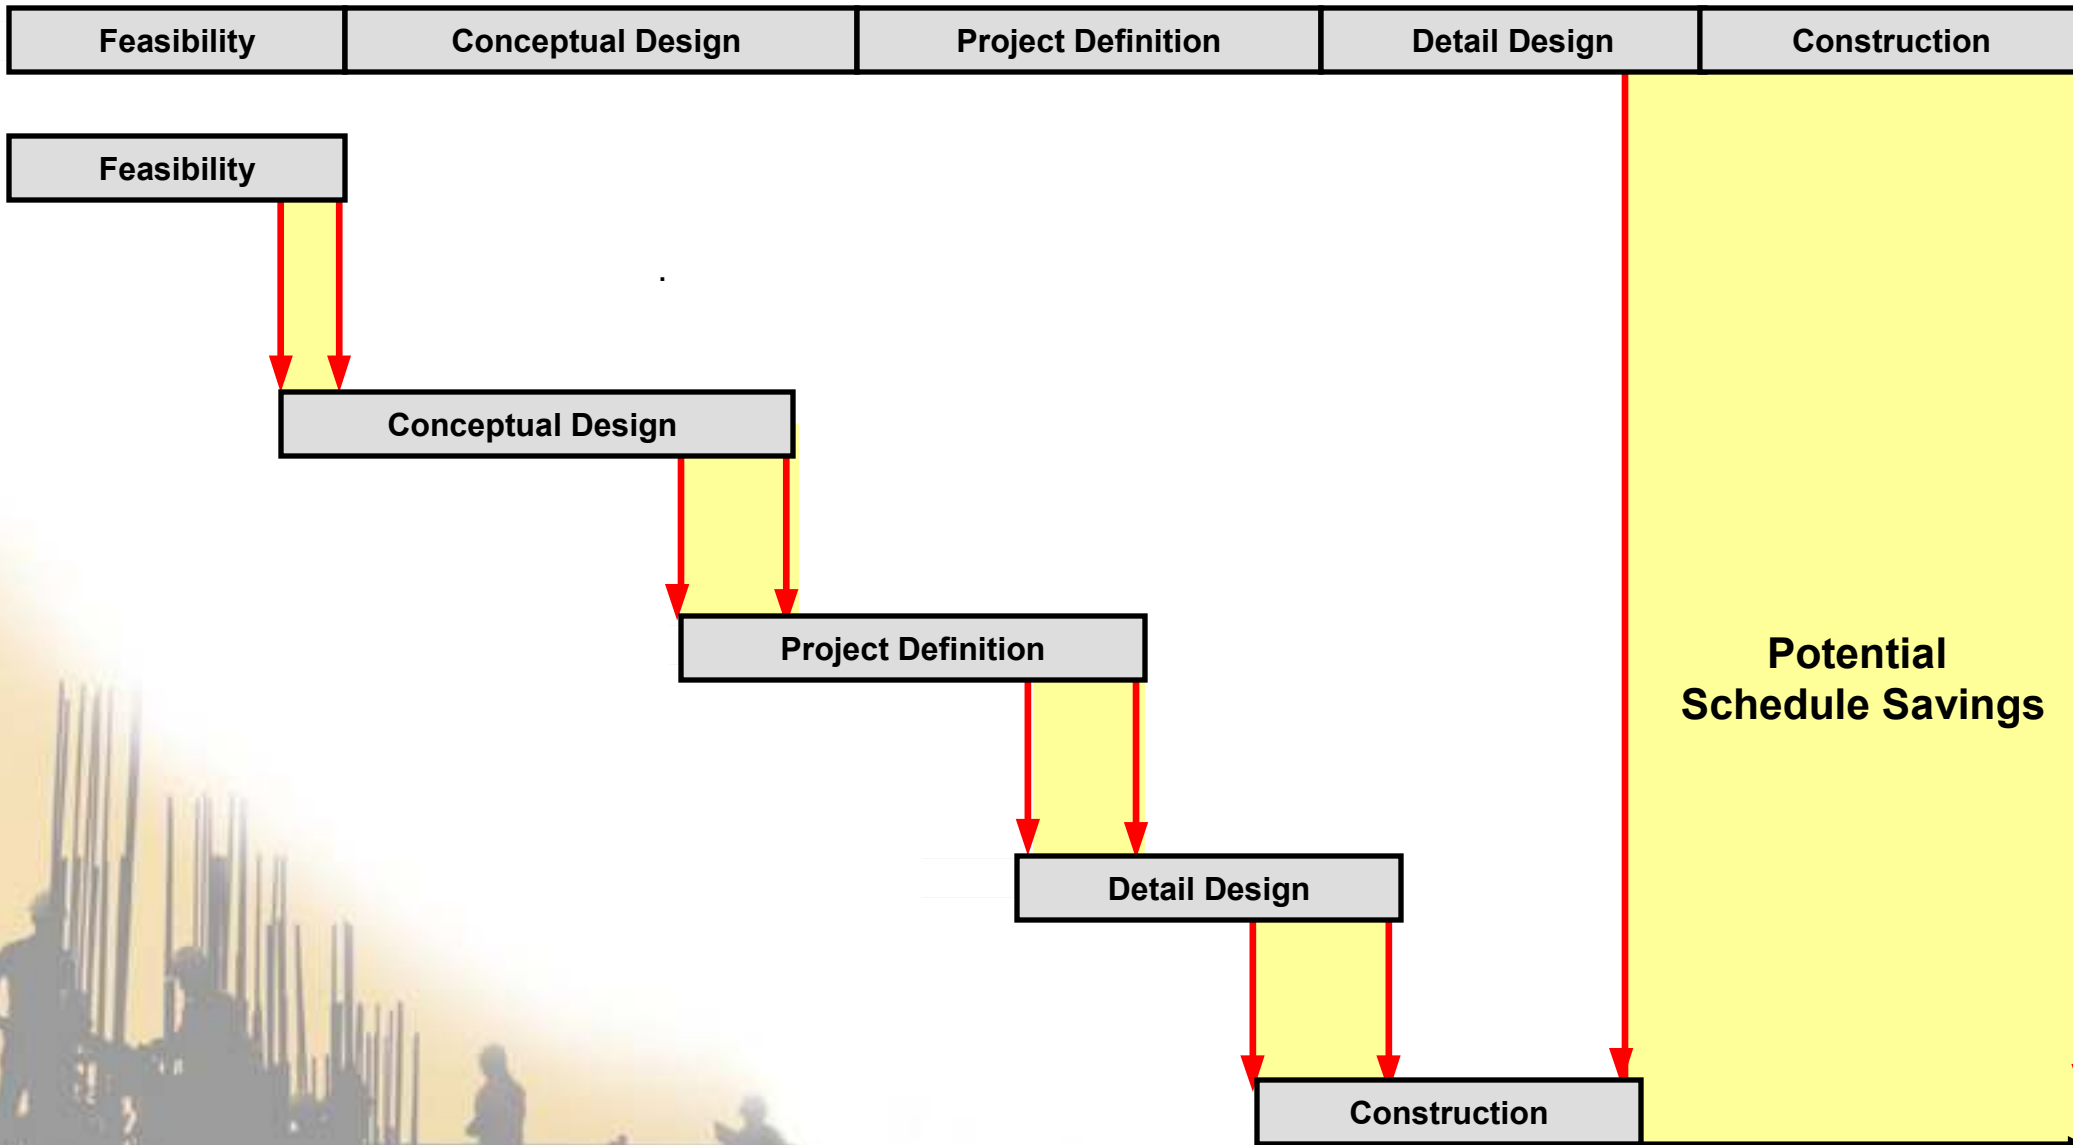 Feasibility
Conceptual Design
Project Definition
Detail Design
Construction
Feasibility
.
Conceptual Design
Project Definition
Potential
Schedule Savings
Detail Design
Construction